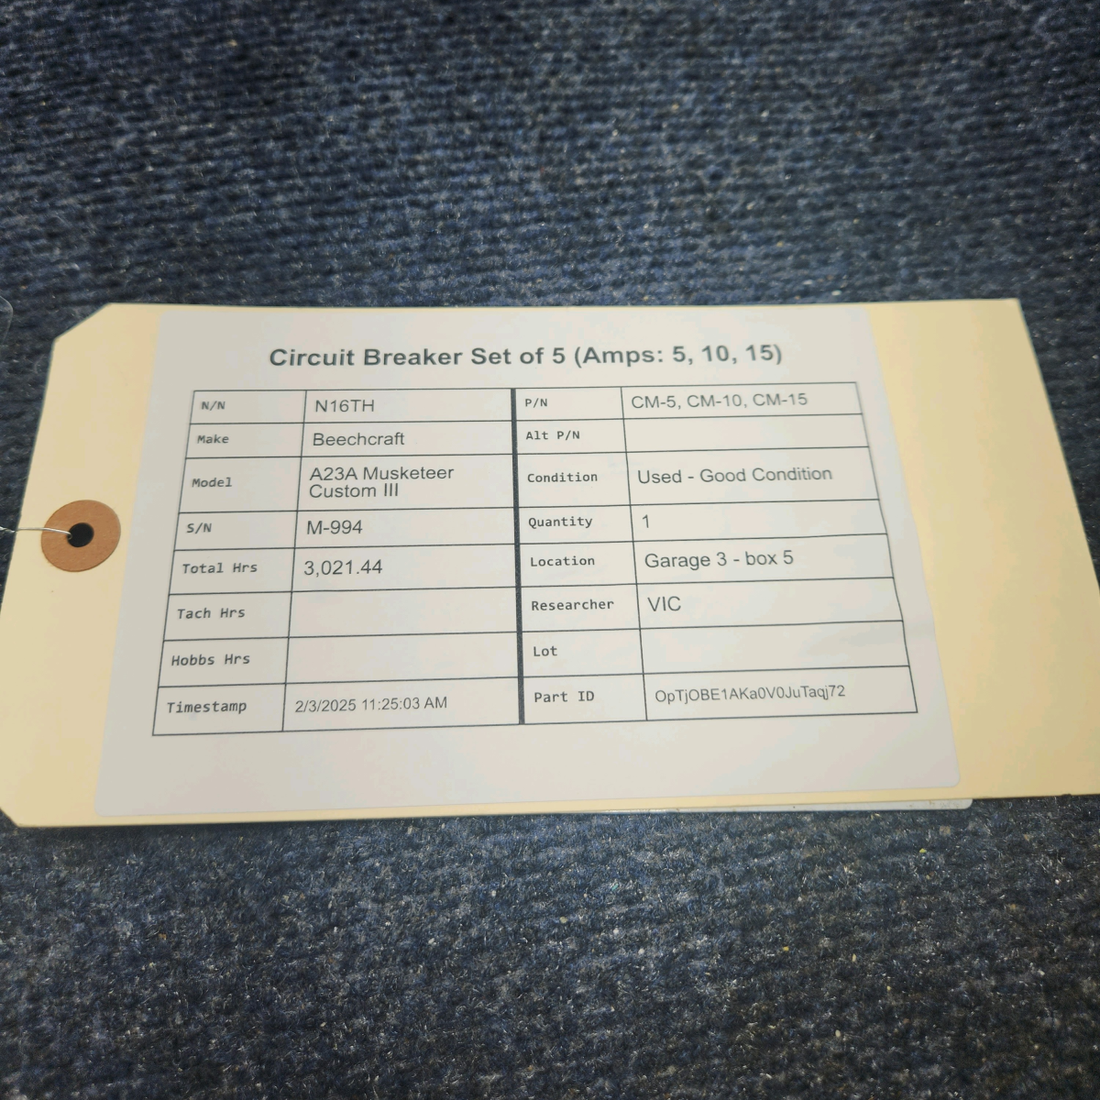 Circuit Breaker Set of 5 (Amps: 5, 10, 15)
N/N N16TH P/N CM-5, CM-10, CM-15
Make Beechcraft Alt P/N
Model A23A Musketeer Custom III Condition Used - Good Condition
S/N M-994 Quantity 1
Total Hrs 3,021.44 Location Garage 3 - box 5
Tach Hrs Researcher VIC
Hobbs Hrs Lot
Timestamp 2/3/2025 11:25:03 AM Part ID OpTjOBE1AKa0V0JuTaqj72